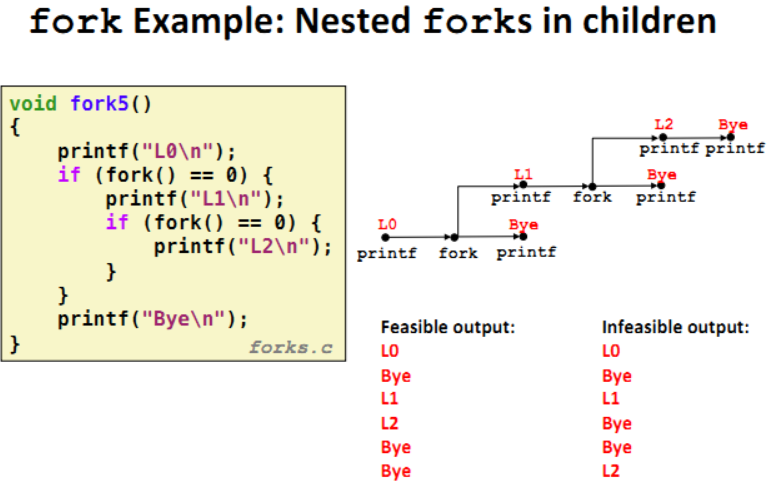 fork Example: Nested forks in children
void fork5()
{
    printf("L0\n");
    if (fork() == 0) {
        printf("L1\n");
        if (fork() == 0) {
            printf("L2\n");
        }
    }
    printf("Bye\n");
}
forks.c
L2 Bye
printf printf
L1 Bye
printf fork printf
L0 Bye
printf fork printf
Feasible output:
L0
Bye
L1
L2
Bye
Bye
Infeasible output:
L0
Bye
L1
Bye
Bye
L2